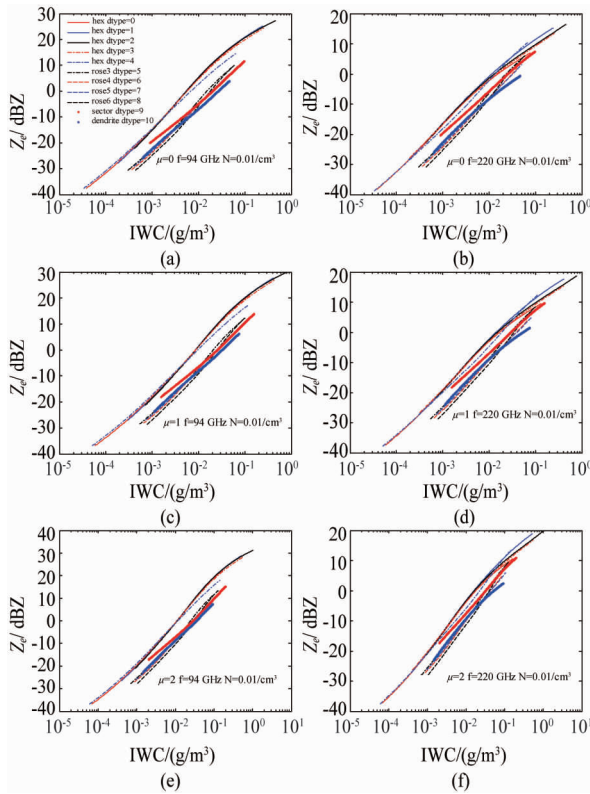 30
20
10
0
-10
-20
-30
-40
Ze/ dBZ
hex dtype=0
hex dtype=1
hex dtype=2
hex dtype=3
hex dtype=4
rose3 dtype=5
rose4 dtype=6
rose5 dtype=7
rose6 dtype=8
sector dtype=9
dendrite dtype=10
μ=0 f=94 GHz N=0.01/cm³
10⁻⁵ 10⁻⁴ 10⁻³ 10⁻² 10⁻¹ 10⁰
IWC/(g/m³)
(a)
20
10
0
-10
-20
-30
-40
Ze/ dBZ
μ=0 f=220 GHz N=0.01/cm³
10⁻⁵ 10⁻⁴ 10⁻³ 10⁻² 10⁻¹ 10⁰
IWC/(g/m³)
(b)
30
20
10
0
-10
-20
-30
-40
Ze/ dBZ
μ=1 f=94 GHz N=0.01/cm³
10⁻⁵ 10⁻⁴ 10⁻³ 10⁻² 10⁻¹ 10⁰
IWC/(g/m³)
(c)
20
10
0
-10
-20
-30
-40
Ze/ dBZ
μ=1 f=220 GHz N=0.01/cm³
10⁻⁵ 10⁻⁴ 10⁻³ 10⁻² 10⁻¹ 10⁰
IWC/(g/m³)
(d)
40
30
20
10
0
-10
-20
-30
-40
Ze/ dBZ
μ=2 f=94 GHz N=0.01/cm³
10⁻⁵ 10⁻⁴ 10⁻³ 10⁻² 10⁻¹ 10⁰ 10¹
IWC/(g/m³)
(e)
20
10
0
-10
-20
-30
-40
Ze/ dBZ
μ=2 f=220 GHz N=0.01/cm³
10⁻⁵ 10⁻⁴ 10⁻³ 10⁻² 10⁻¹ 10⁰ 10¹
IWC/(g/m³)
(f)